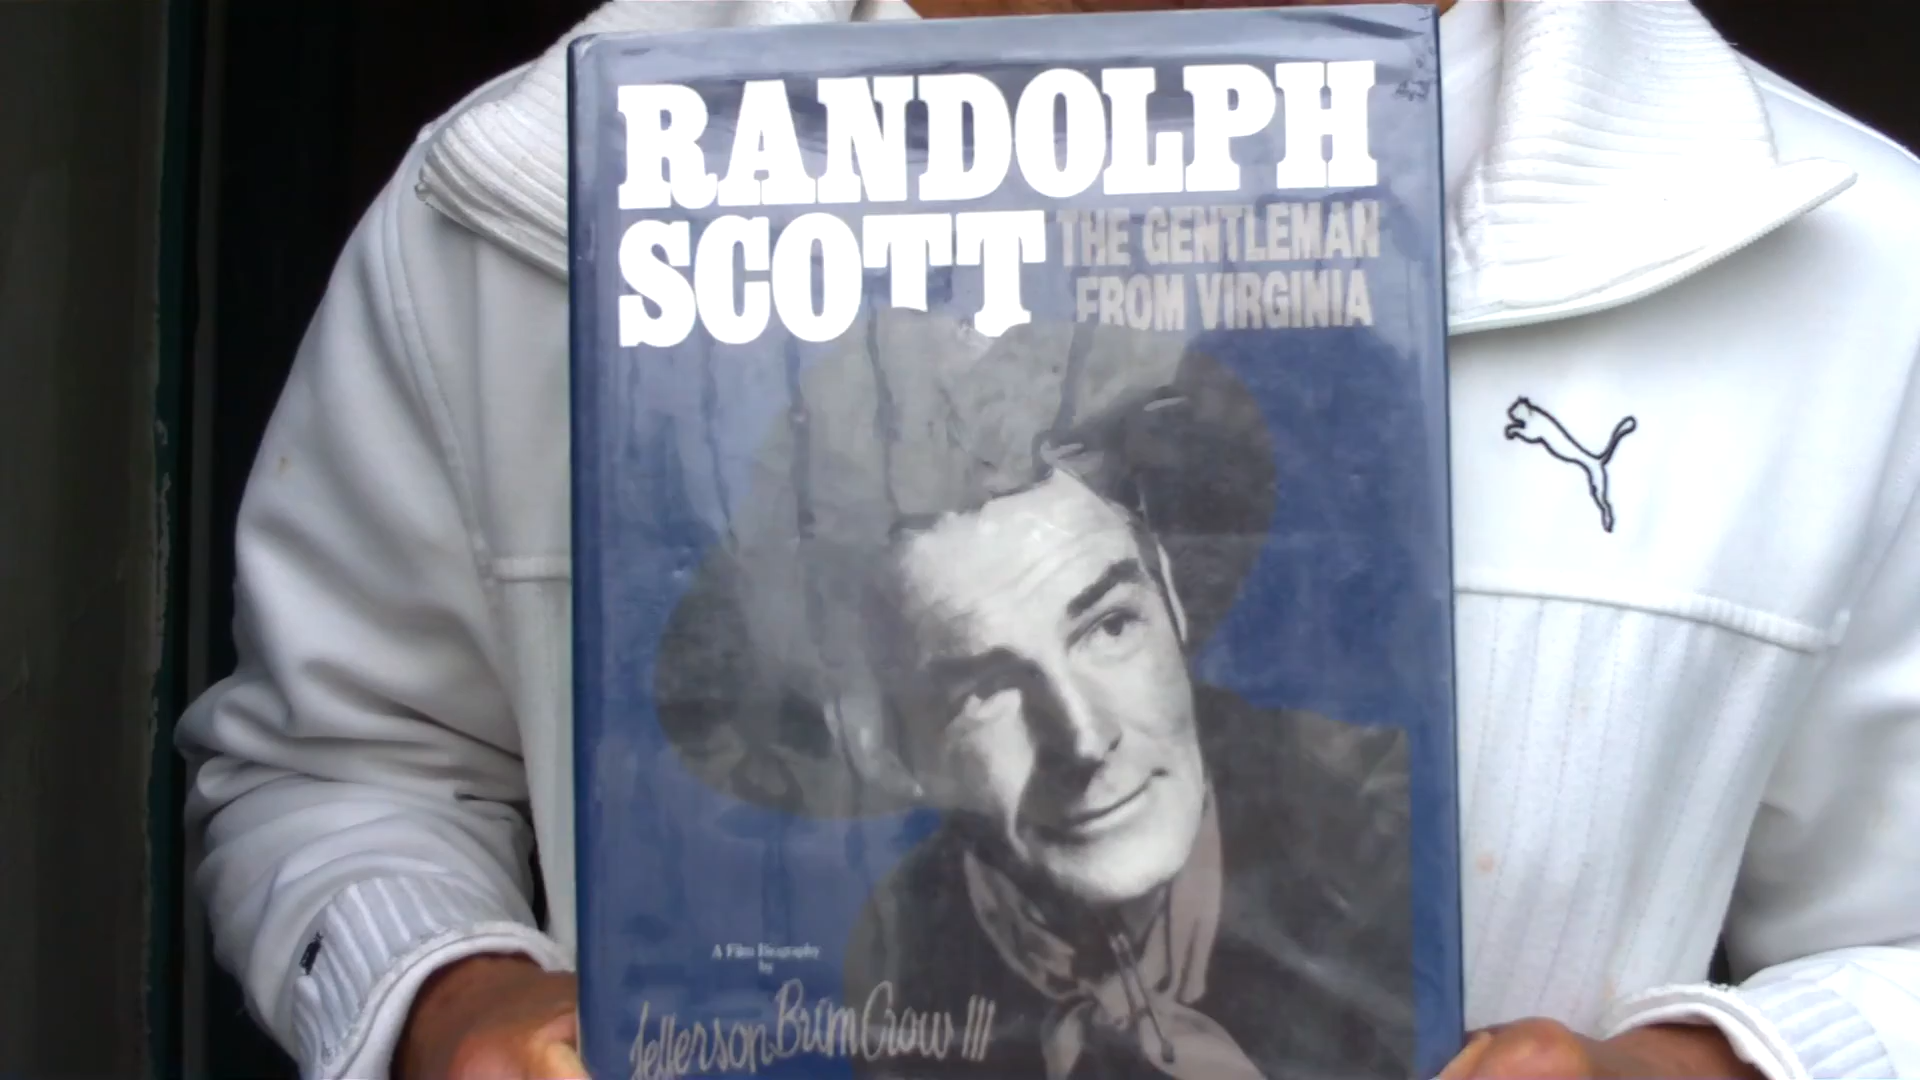 RANDOLPH
SCOTT THE GENTLEMAN
FROM VIRGINIA
A Film Biography
by
Jefferson Brim Crow III